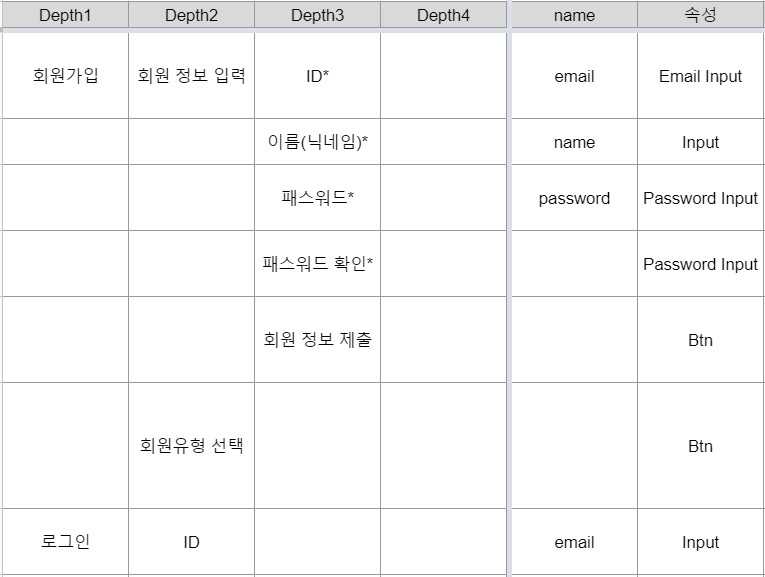 Depth1 Depth2 Depth3 Depth4 name 속성
회원가입 회원 정보 입력 ID* email Email Input
이름(닉네임)* name Input
패스워드* password Password Input
패스워드 확인* Password Input
회원 정보 제출 Btn
회원유형 선택 Btn
로그인 ID email Input